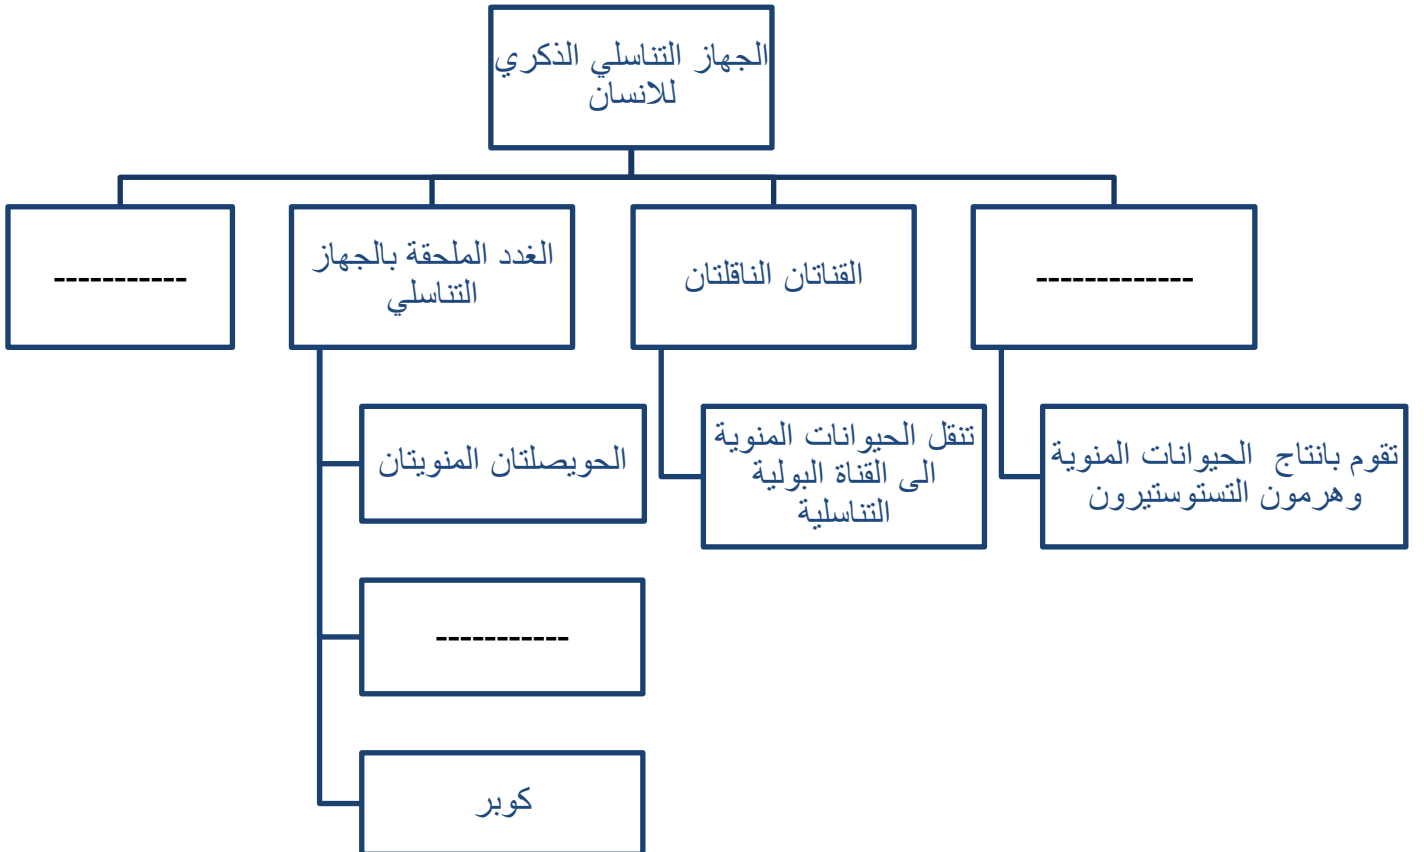 الجهاز التناسلي الذكري
للانسان
-------------
القناتان الناقلتان
الغدد الملحقة بالجهاز
التناسلي
-----------
تقوم بانتاج الحيوانات المنوية
وهرمون التستوستيرون
تنقل الحيوانات المنوية
الى القناة البولية
التناسلية
الحويصلتان المنويتان
-----------
كوبر